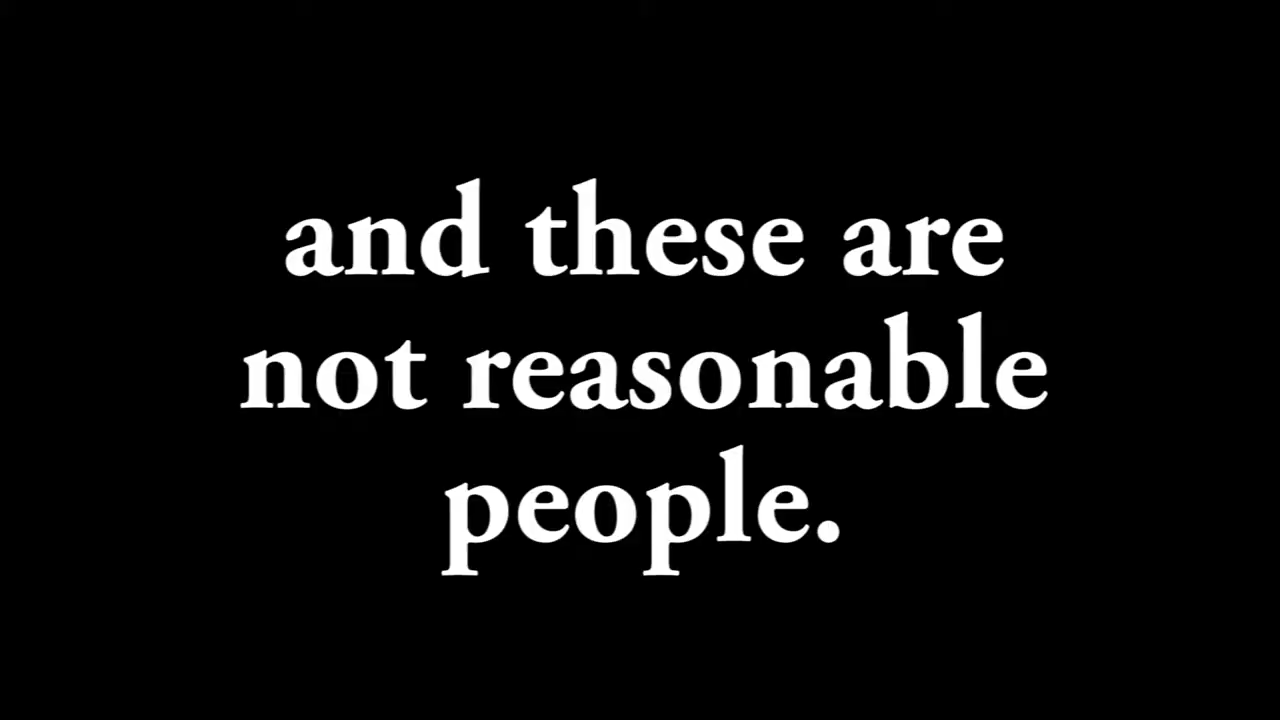 and these are
not reasonable
people.